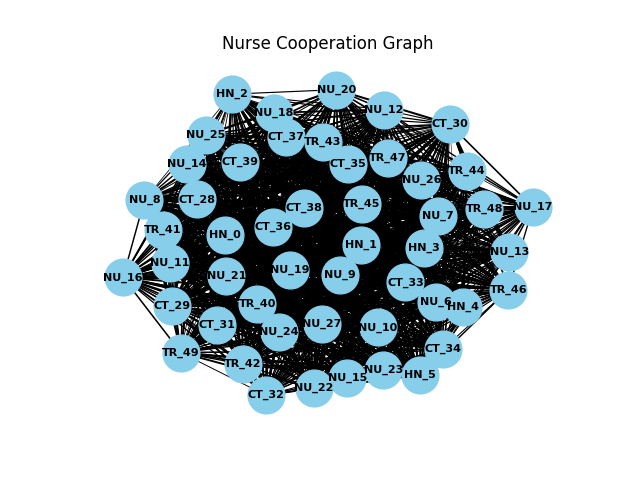 Nurse Cooperation Graph
NU_20
HN_2
NU_12
NU_18
CT_30
NU_25
CT_37
TR_43
TR_47
CT_39
CT_35
NU_14
TR_44
NU_26
NU_8
CT_28
TR_45
CT_38
TR_48
NU_17
NU_7
TR_41
CT_36
HN_0
HN_1
HN_3
NU_13
NU_11
NU_19
NU_16
NU_21
NU_9
CT_33
TR_46
CT_29
TR_40
NU_6
HN_4
CT_31
NU_27
NU_10
NU_24
TR_49
CT_34
TR_42
NU_23
HN_5
NU_15
NU_22
CT_32